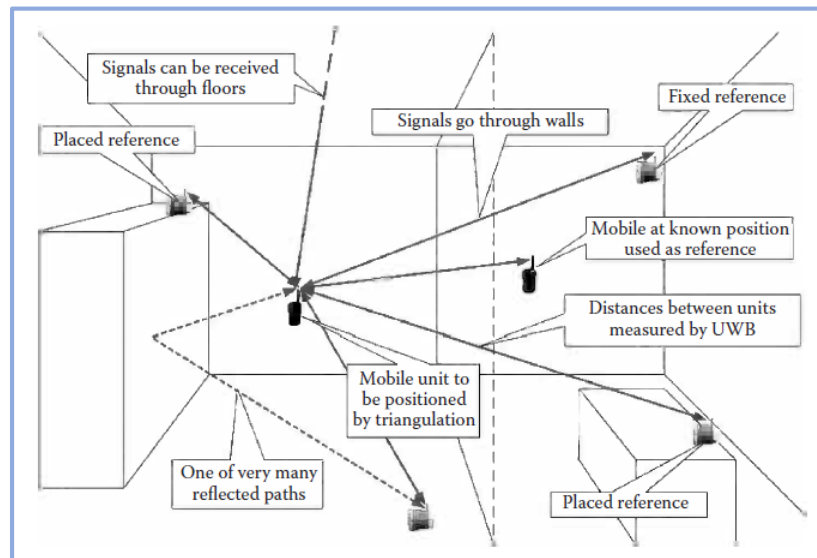 Signals can be received
through floors
Fixed reference
Signals go through walls
Placed reference
Mobile at known position
used as reference
Distances between units
measured by UWB
Mobile unit to
be positioned
by triangulation
One of very many
reflected paths
Placed reference